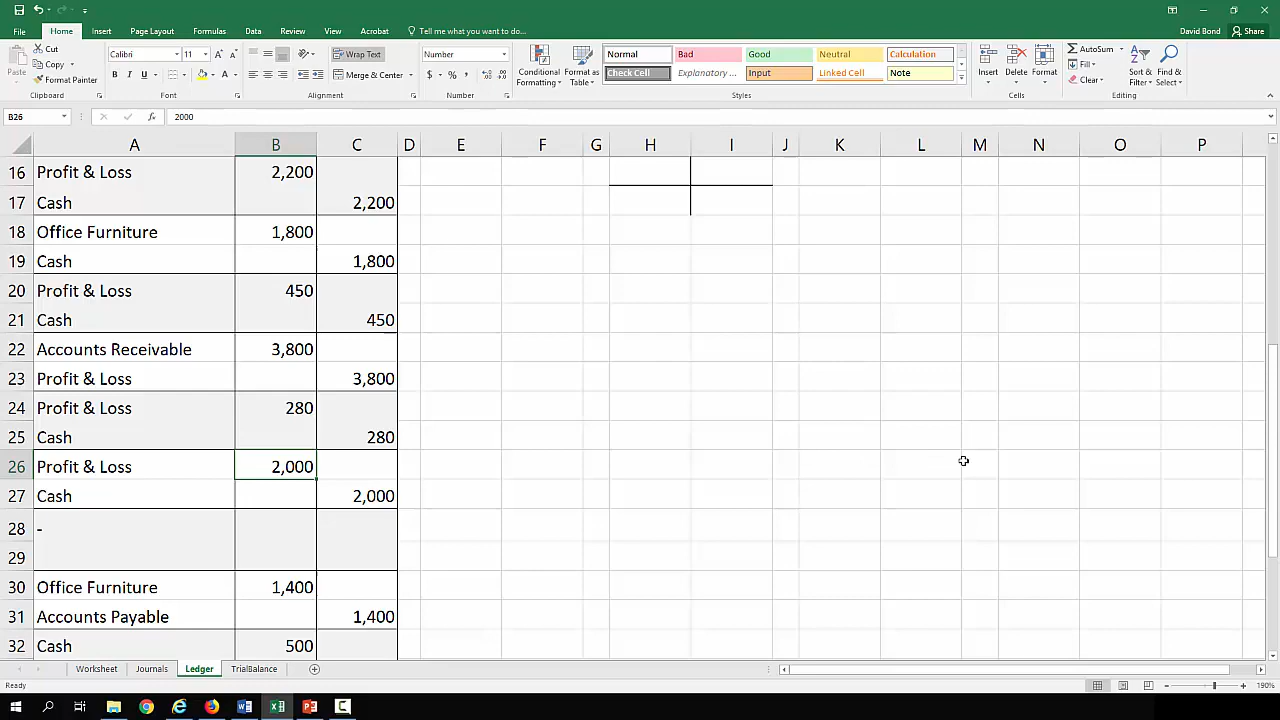 File Home Insert Page Layout Formulas Data Review View Acrobat Tell me what you want to do... David Bond Share
Paste Cut Copy Format Painter Clipboard
Calibri 11 B I U A A Font
Wrap Text Merge & Center Alignment
Number $ % , Number
Conditional Formatting Format as Table
Normal Bad Good Neutral Calculation
Check Cell Explanatory ... Input Linked Cell Note
Styles
Insert Delete Format Cells
AutoSum Fill Clear Sort & Filter Find & Select Editing
B26 fx 2000
A B C D E F G H I J K L M N O P
16 Profit & Loss 2,200
17 Cash 2,200
18 Office Furniture 1,800
19 Cash 1,800
20 Profit & Loss 450
21 Cash 450
22 Accounts Receivable 3,800
23 Profit & Loss 3,800
24 Profit & Loss 280
25 Cash 280
26 Profit & Loss 2,000
27 Cash 2,000
28 -
29
30 Office Furniture 1,400
31 Accounts Payable 1,400
32 Cash 500
Worksheet Journals Ledger TrialBalance
Ready 190%